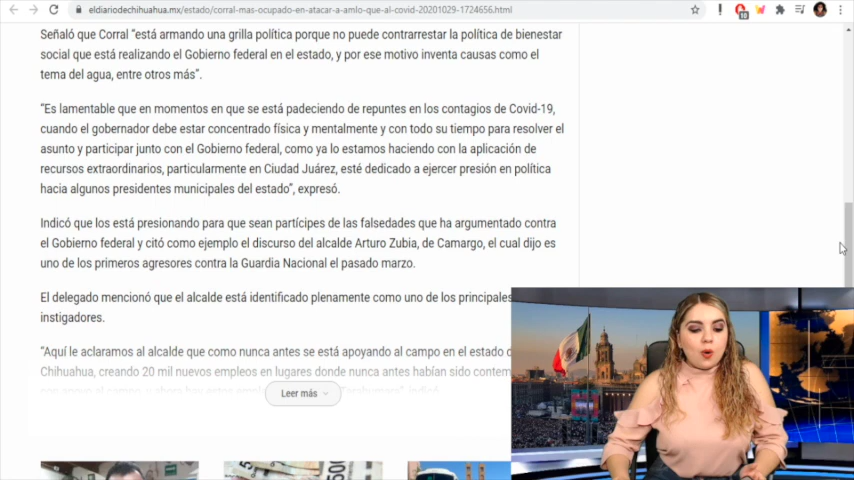 eldiariodechihuahua.mx/estado/corral-mas-ocupado-en-atacar-a-amlo-que-al-covid-20201029-1724656.html
Señaló que Corral “está armando una grilla política porque no puede contrarrestar la política de bienestar
social que está realizando el Gobierno federal en el estado, y por ese motivo inventa causas como el
tema del agua, entre otros más”.
“Es lamentable que en momentos en que se está padeciendo de repuntes en los contagios de Covid-19,
cuando el gobernador debe estar concentrado física y mentalmente y con todo su tiempo para resolver el
asunto y participar junto con el Gobierno federal, como ya lo estamos haciendo con la aplicación de
recursos extraordinarios, particularmente en Ciudad Juárez, esté dedicado a ejercer presión en política
hacia algunos presidentes municipales del estado”, expresó.
Indicó que los está presionando para que sean partícipes de las falsedades que ha argumentado contra
el Gobierno federal y citó como ejemplo el discurso del alcalde Arturo Zubia, de Camargo, el cual dijo es
uno de los primeros agresores contra la Guardia Nacional el pasado marzo.
El delegado mencionó que el alcalde está identificado plenamente como uno de los principales
instigadores.
“Aquí le aclaramos al alcalde que como nunca antes se está apoyando al campo en el estado d
Chihuahua, creando 20 mil nuevos empleos en lugares donde nunca antes habían sido contem
Leer más